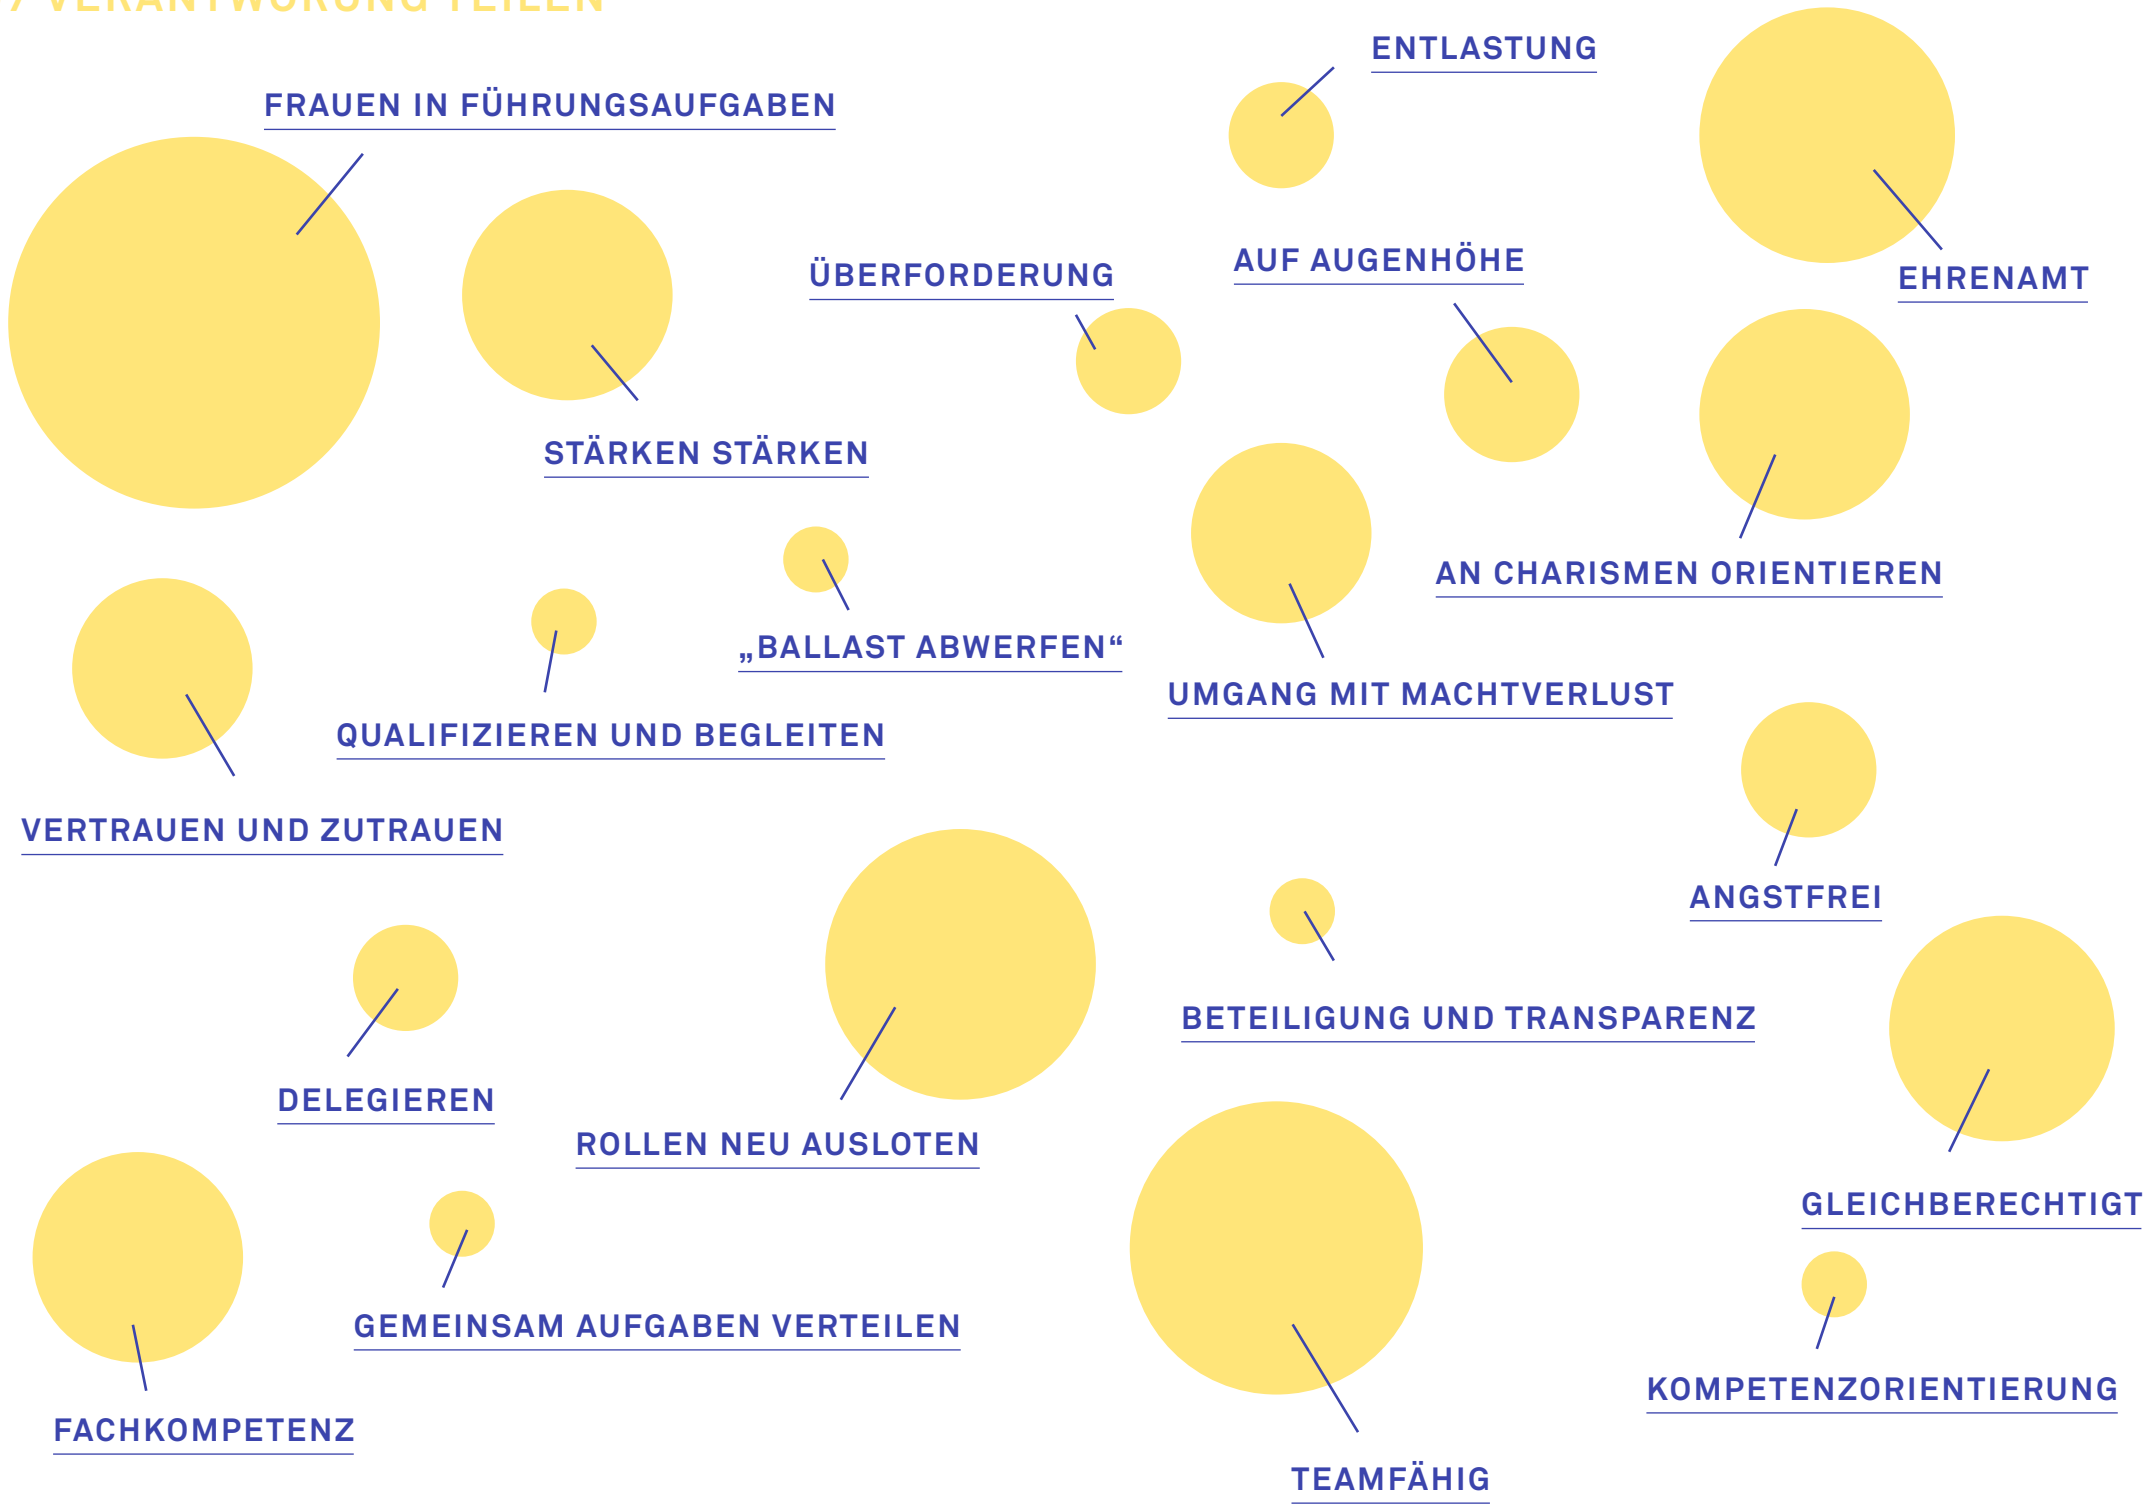 / VERANTWORUNG TEILEN
ENTLASTUNG
FRAUEN IN FÜHRUNGSAUFGABEN
AUF AUGENHÖHE
ÜBERFORDERUNG
EHRENAMT
STÄRKEN STÄRKEN
AN CHARISMEN ORIENTIEREN
„BALLAST ABWERFEN“
UMGANG MIT MACHTVERLUST
QUALIFIZIEREN UND BEGLEITEN
VERTRAUEN UND ZUTRAUEN
ANGSTFREI
BETEILIGUNG UND TRANSPARENZ
DELEGIEREN
ROLLEN NEU AUSLOTEN
GLEICHBERECHTIGT
GEMEINSAM AUFGABEN VERTEILEN
KOMPETENZORIENTIERUNG
FACHKOMPETENZ
TEAMFÄHIG